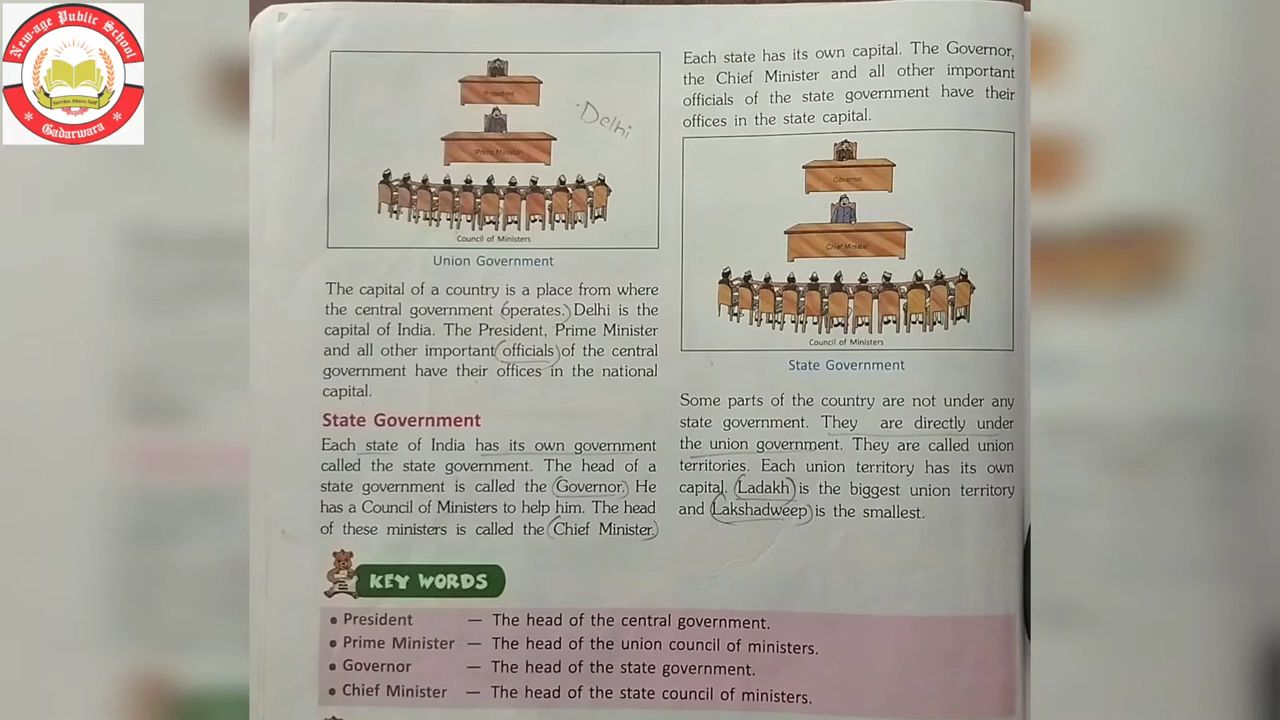 New-age Public School
Service Above Self
Gadarwara
President
Prime Minister
Delhi
Council of Ministers
Union Government
The capital of a country is a place from where
the central government operates. Delhi is the
capital of India. The President, Prime Minister
and all other important officials of the central
government have their offices in the national
capital.
State Government
Each state of India has its own government
called the state government. The head of a
state government is called the Governor. He
has a Council of Ministers to help him. The head
of these ministers is called the Chief Minister.
Each state has its own capital. The Governor,
the Chief Minister and all other important
officials of the state government have their
offices in the state capital.
Governor
Chief Minister
Council of Ministers
State Government
Some parts of the country are not under any
state government. They are directly under
the union government. They are called union
territories. Each union territory has its own
capital. Ladakh is the biggest union territory
and Lakshadweep is the smallest.
KEY WORDS
• President — The head of the central government.
• Prime Minister — The head of the union council of ministers.
• Governor — The head of the state government.
• Chief Minister — The head of the state council of ministers.